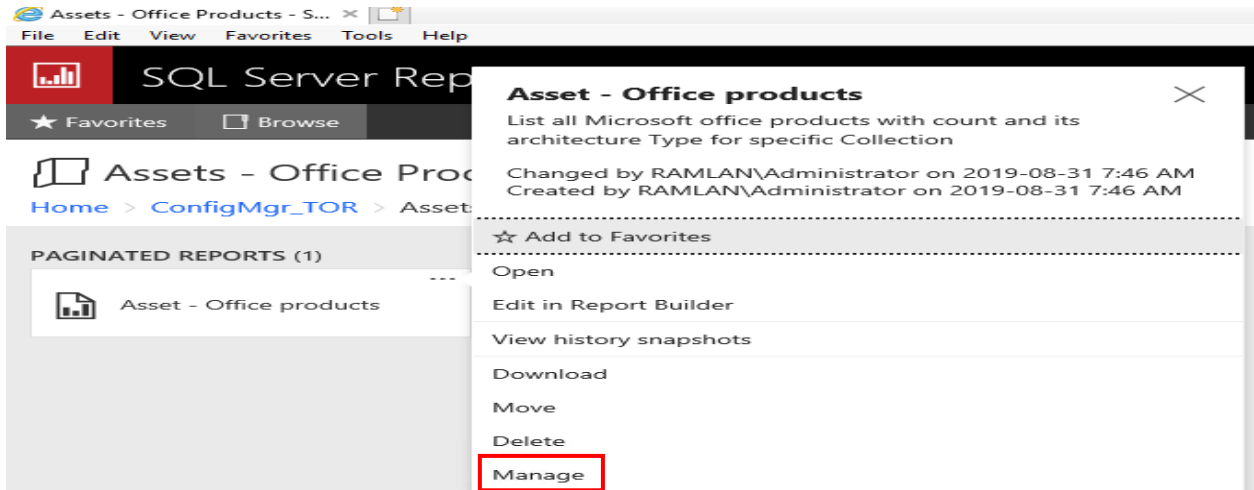 Assets - Office Products - S...
File Edit View Favorites Tools Help
SQL Server Rep
Favorites Browse
Assets - Office Proc
Home > ConfigMgr_TOR > Asset
PAGINATED REPORTS (1)
Asset - Office products
Asset - Office products
List all Microsoft office products with count and its
architecture Type for specific Collection
Changed by RAMLAN\Administrator on 2019-08-31 7:46 AM
Created by RAMLAN\Administrator on 2019-08-31 7:46 AM
Add to Favorites
Open
Edit in Report Builder
View history snapshots
Download
Move
Delete
Manage